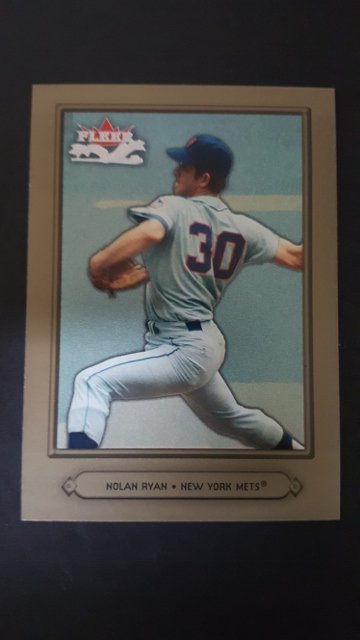 FLEER
30
NOLAN RYAN • NEW YORK METS®